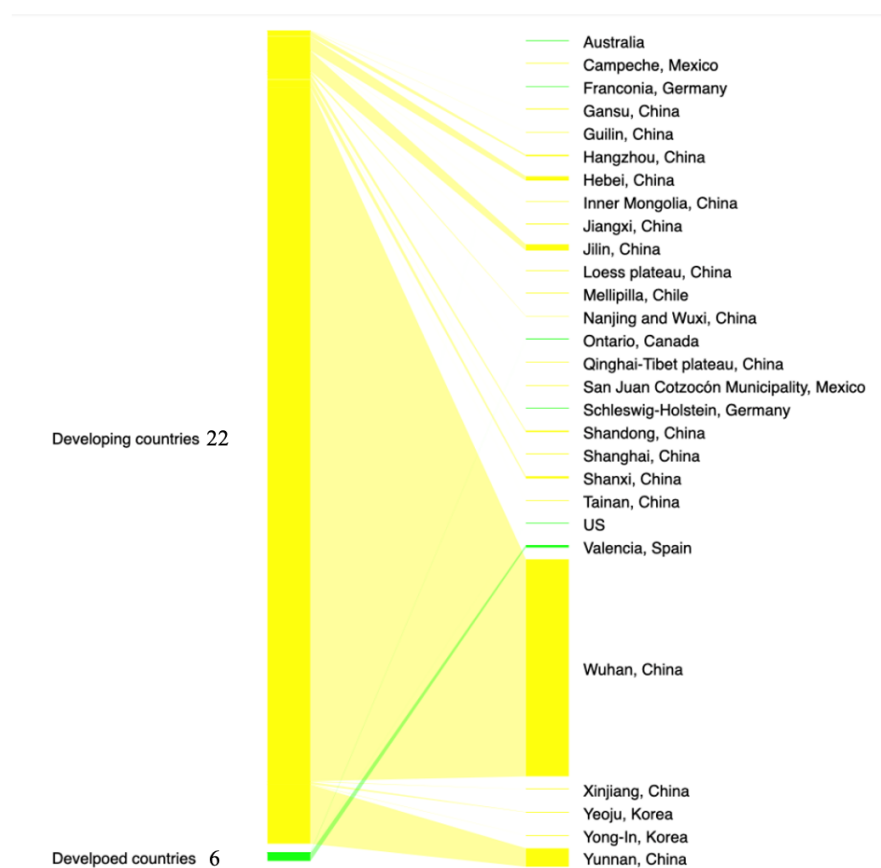 Australia
Campeche, Mexico
Franconia, Germany
Gansu, China
Guilin, China
Hangzhou, China
Hebei, China
Inner Mongolia, China
Jiangxi, China
Jilin, China
Loess plateau, China
Mellipilla, Chile
Nanjing and Wuxi, China
Ontario, Canada
Qinghai-Tibet plateau, China
San Juan Cotzocón Municipality, Mexico
Schleswig-Holstein, Germany
Developing countries 22
Shandong, China
Shanghai, China
Shanxi, China
Tainan, China
US
Valencia, Spain
Wuhan, China
Xinjiang, China
Yeoju, Korea
Yong-In, Korea
Develpoed countries 6
Yunnan, China